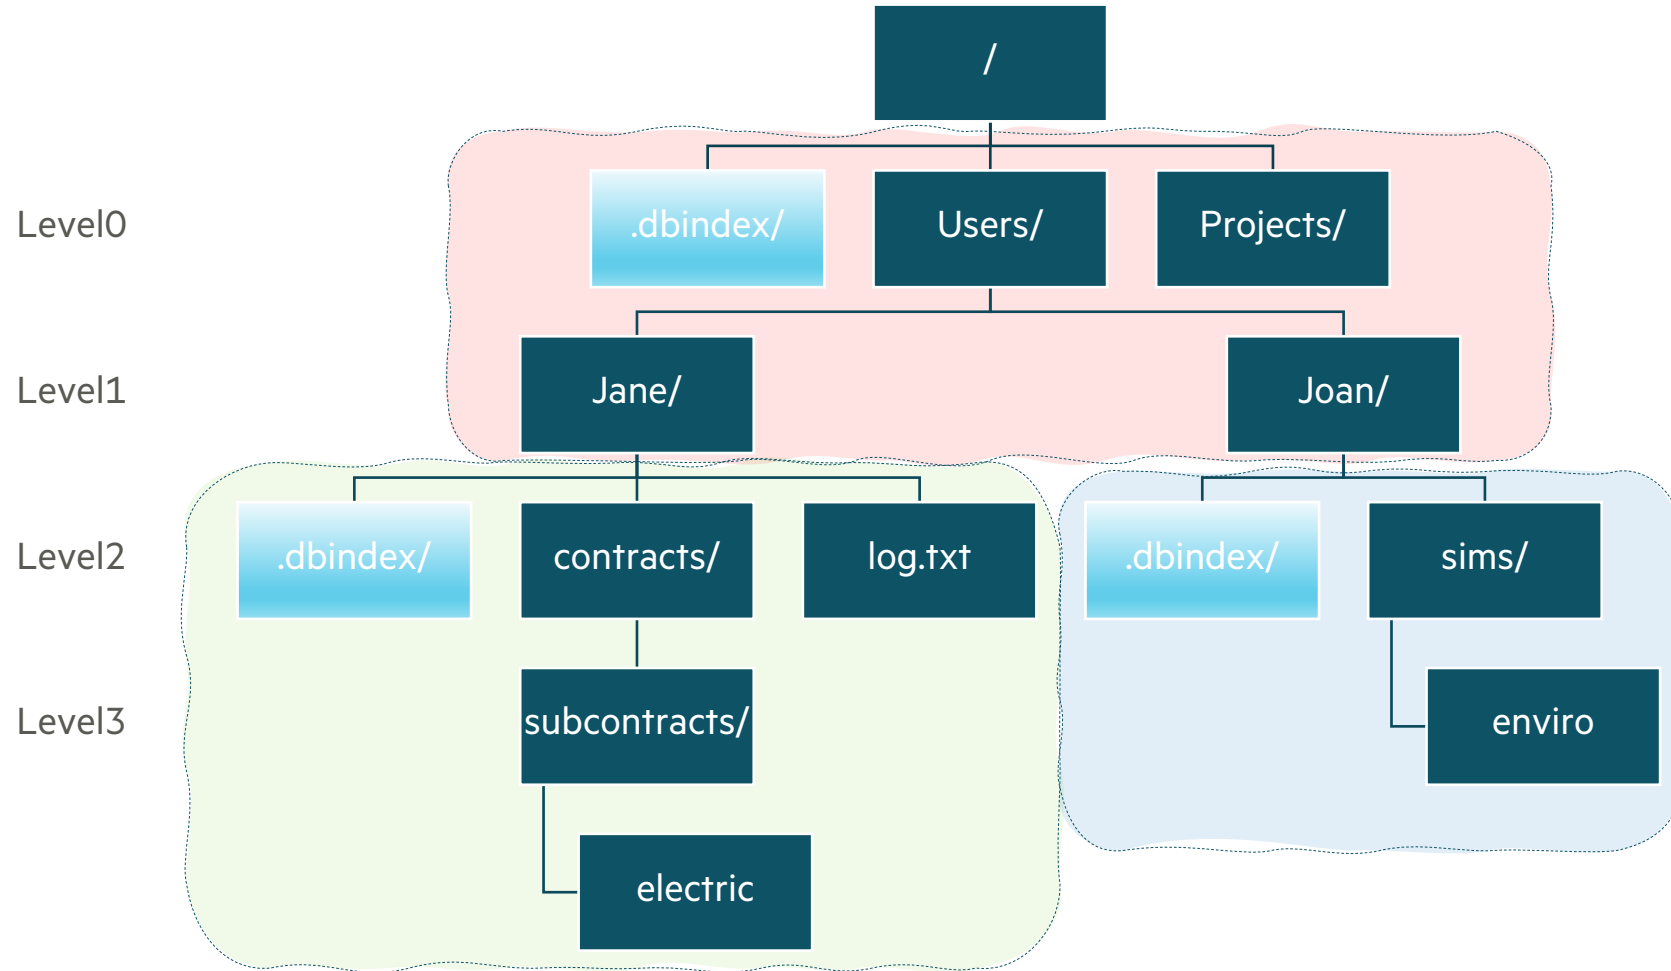 /
Level0
.dbindex/
Users/
Projects/
Level1
Jane/
Joan/
Level2
.dbindex/
contracts/
log.txt
.dbindex/
sims/
Level3
subcontracts/
enviro
electric